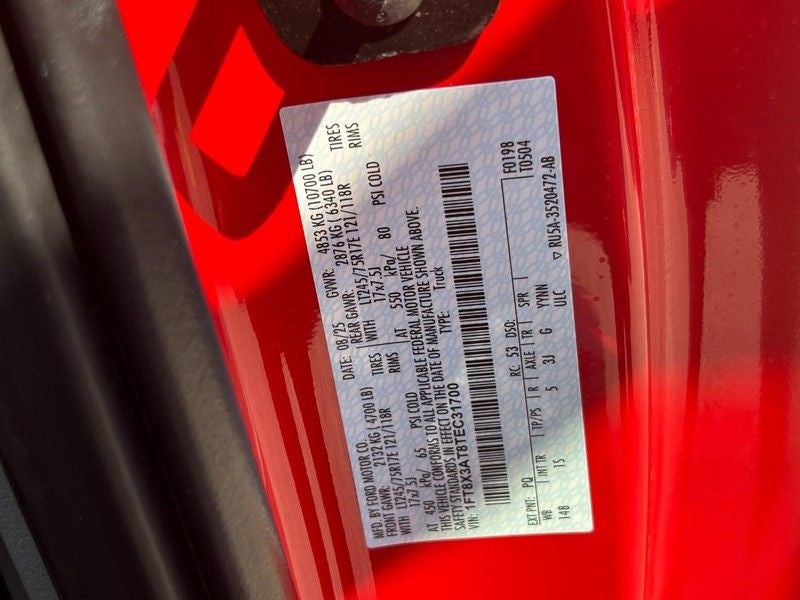 MFD. BY FORD MOTOR CO.
DATE: 08/25 GVWR: 4853 KG (10700 LB)
FRONT GAWR: 2132 KG (4700 LB) REAR GAWR: 2876 KG (6340 LB)
WITH LT245/75R17E 121/118R TIRES WITH LT245/75R17E 121/118R TIRES
17x7.5J RIMS 17x7.5J RIMS
AT 450 kPa/ 65 PSI COLD AT 550 kPa/ 80 PSI COLD
THIS VEHICLE CONFORMS TO ALL APPLICABLE FEDERAL MOTOR VEHICLE
SAFETY STANDARDS IN EFFECT ON THE DATE OF MANUFACTURE SHOWN ABOVE.
VIN: 1FT8X3AT8TEC31700 TYPE: Truck
F0198
T0504
EXT PNT: PQ RC: 53 DSO:
WB INT TR TP/PS R AXLE TR SPR
148 1S 5 3J G YYNN
ULC ▽ RU5A-3520472-AB